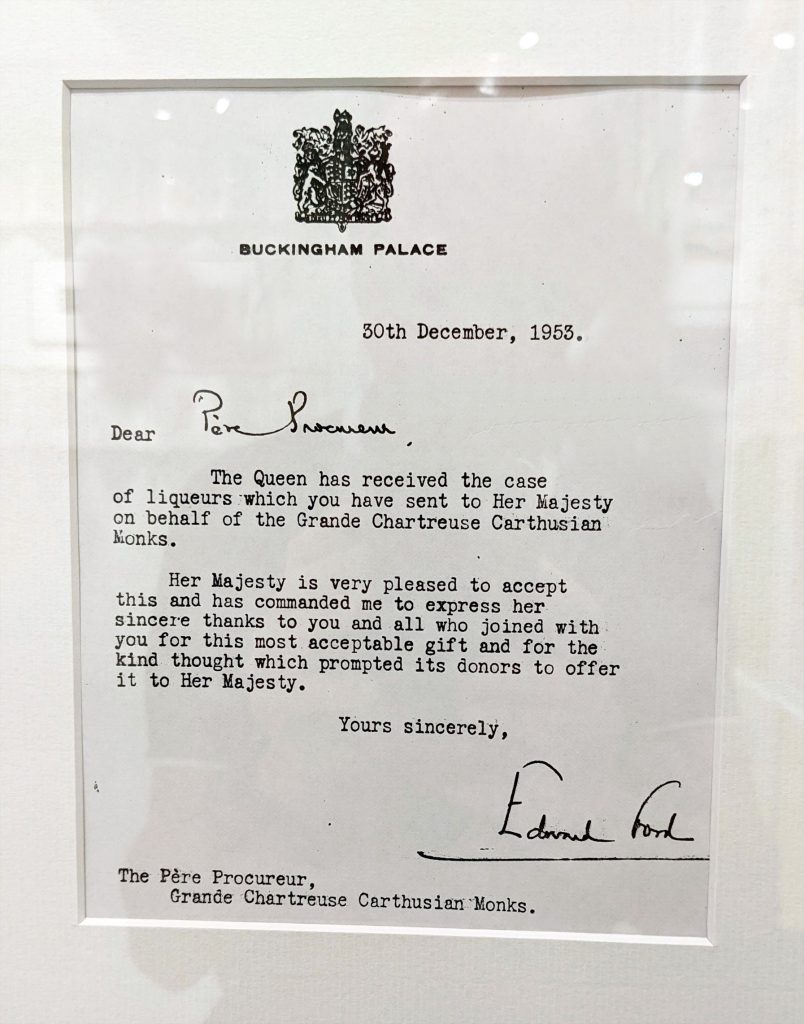 BUCKINGHAM PALACE
30th December, 1953.
Dear Père Procureur,
The Queen has received the case
of liqueurs which you have sent to Her Majesty
on behalf of the Grande Chartreuse Carthusian
Monks.
Her Majesty is very pleased to accept
this and has commanded me to express her
sincere thanks to you and all who joined with
you for this most acceptable gift and for the
kind thought which prompted its donors to offer
it to Her Majesty.
Yours sincerely,
Edward Ford
The Père Procureur,
Grande Chartreuse Carthusian Monks.